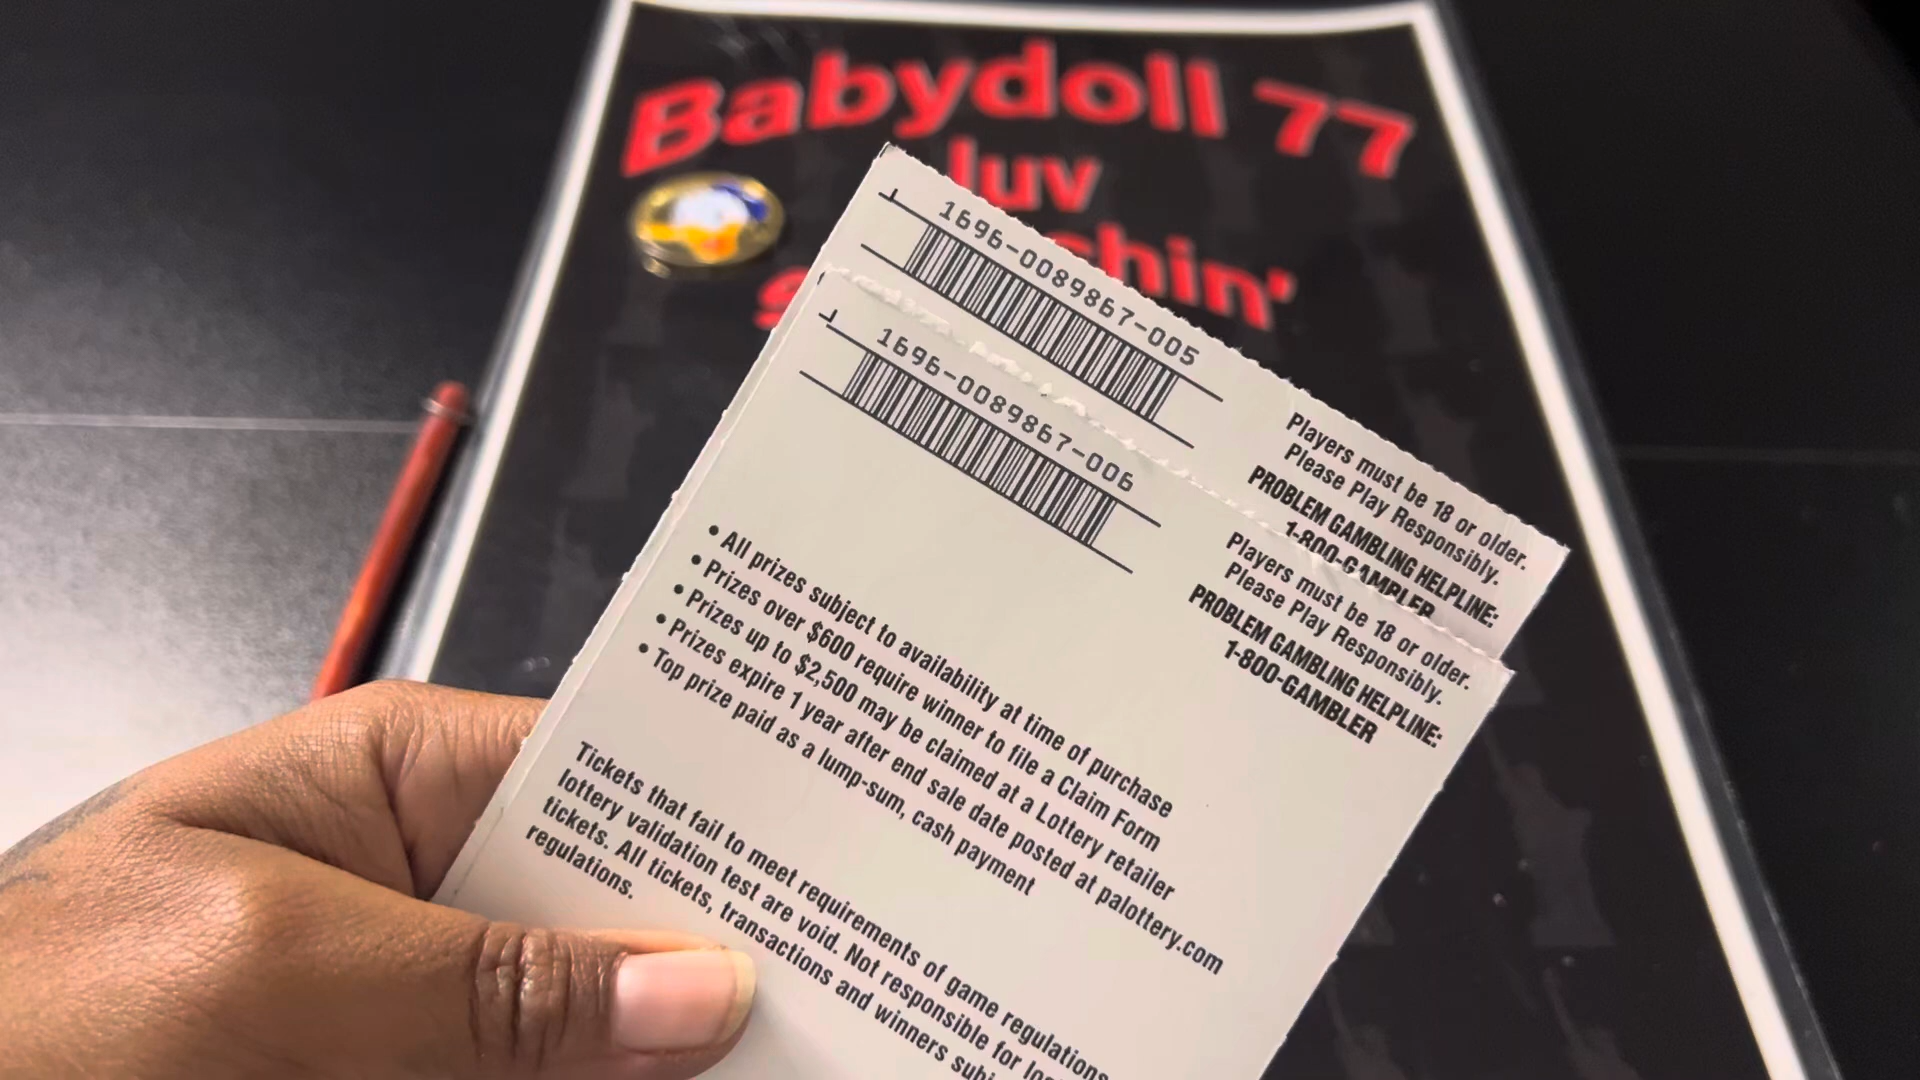 Babydoll 77
luv
1696-0089867-005
Players must be 18 or older.
Please Play Responsibly.
PROBLEM GAMBLING HELPLINE:
1-800-GAMBLER
1696-0089867-006
Players must be 18 or older.
Please Play Responsibly.
PROBLEM GAMBLING HELPLINE:
1-800-GAMBLER
• All prizes subject to availability at time of purchase
• Prizes over $600 require winner to file a Claim Form
• Prizes up to $2,500 may be claimed at a Lottery retailer
• Prizes expire 1 year after end sale date posted at palottery.com
• Top prize paid as a lump-sum, cash payment
Tickets that fail to meet requirements of game regulations
lottery validation test are void. Not responsible for
tickets. All tickets, transactions and winners
regulations.